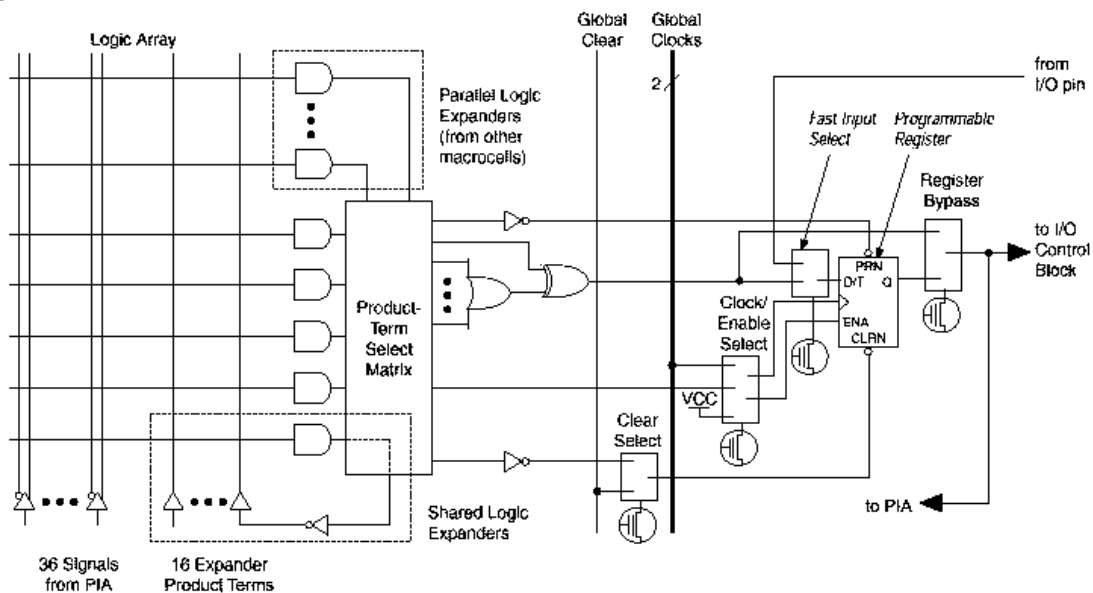 Logic Array
Global
Clear
Global
Clocks
2
from
I/O pin
Parallel Logic
Expanders
(from other
macrocells)
Fast Input
Select
Programmable
Register
Register
Bypass
to I/O
Control
Block
PRN
D/T
Q
ENA
CLRN
Product-
Term
Select
Matrix
Clock/
Enable
Select
VCC
Clear
Select
Shared Logic
Expanders
to PIA
36 Signals
from PIA
16 Expander
Product Terms